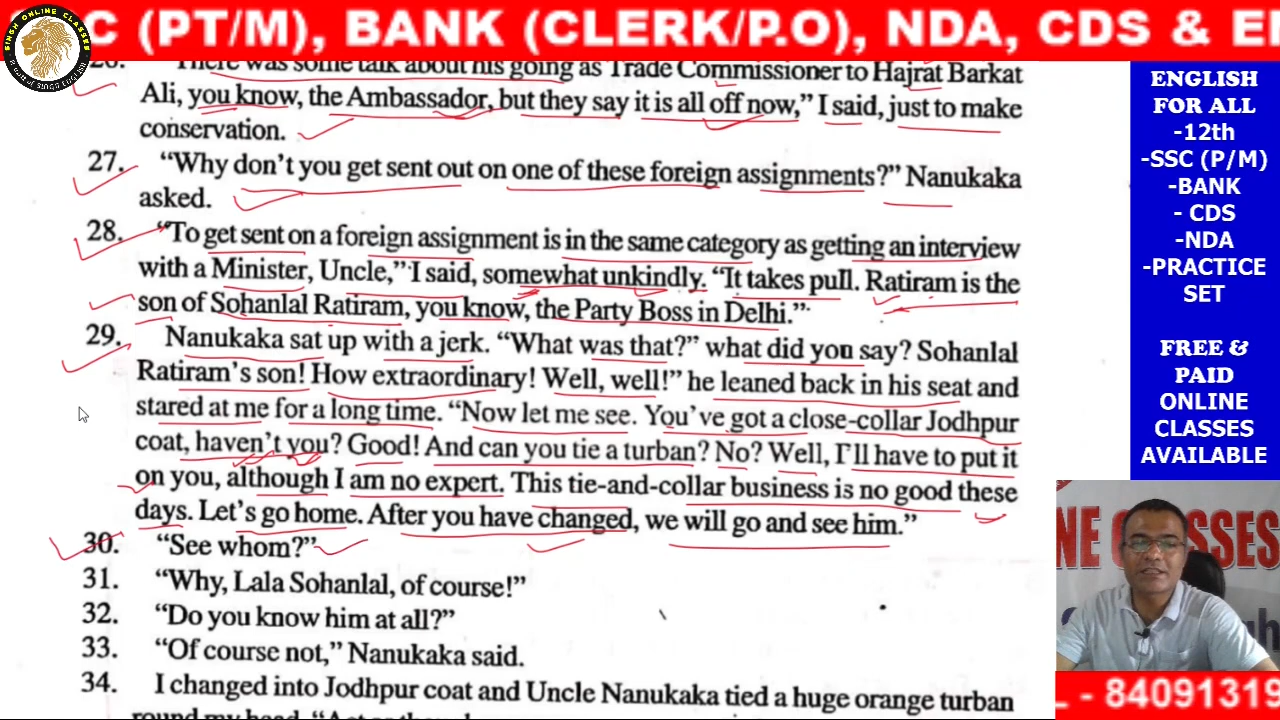 C (PT/M), BANK (CLERK/P.O), NDA, CDS & E
SINGH ONLINE CLASSES
There was some talk about his going as Trade Commissioner to Hajrat Barkat
Ali, you know, the Ambassador, but they say it is all off now,” I said, just to make
conservation.
27. “Why don’t you get sent out on one of these foreign assignments?” Nanukaka
asked.
28. “To get sent on a foreign assignment is in the same category as getting an interview
with a Minister, Uncle,” I said, somewhat unkindly. “It takes pull. Ratiram is the
son of Sohanlal Ratiram, you know, the Party Boss in Delhi.”
29. Nanukaka sat up with a jerk. “What was that?” what did you say? Sohanlal
Ratiram’s son! How extraordinary! Well, well!” he leaned back in his seat and
stared at me for a long time. “Now let me see. You’ve got a close-collar Jodhpur
coat, haven’t you? Good! And can you tie a turban? No? Well, I’ll have to put it
on you, although I am no expert. This tie-and-collar business is no good these
days. Let’s go home. After you have changed, we will go and see him.”
30. “See whom?”
31. “Why, Lala Sohanlal, of course!”
32. “Do you know him at all?”
33. “Of course not,” Nanukaka said.
34. I changed into Jodhpur coat and Uncle Nanukaka tied a huge orange turban
round my head.
ENGLISH
FOR ALL
-12th
-SSC (P/M)
-BANK
- CDS
-NDA
-PRACTICE
SET
FREE &
PAID
ONLINE
CLASSES
AVAILABLE
NE CLASSES
L - 84091319